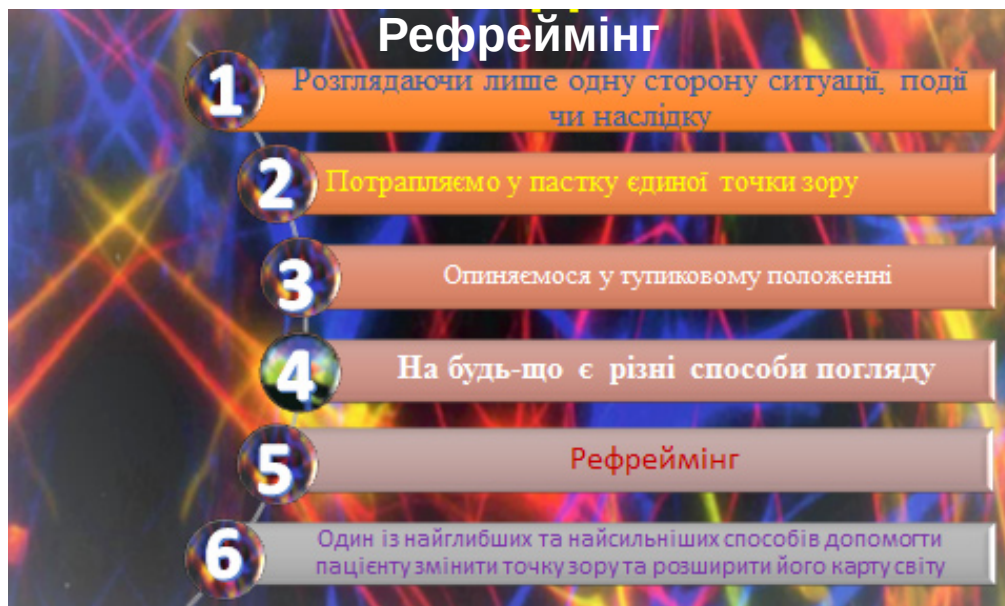 Рефреймінг
1 Розглядаючи лише одну сторону ситуації, події
чи наслідку
2 Потрапляємо у пастку єдиної точки зору
3 Опиняємося у тупиковому положенні
4 На будь-що є різні способи погляду
5 Рефреймінг
6 Один із найглибших та найсильніших способів допомогти
пацієнту змінити точку зору та розширити його карту світу